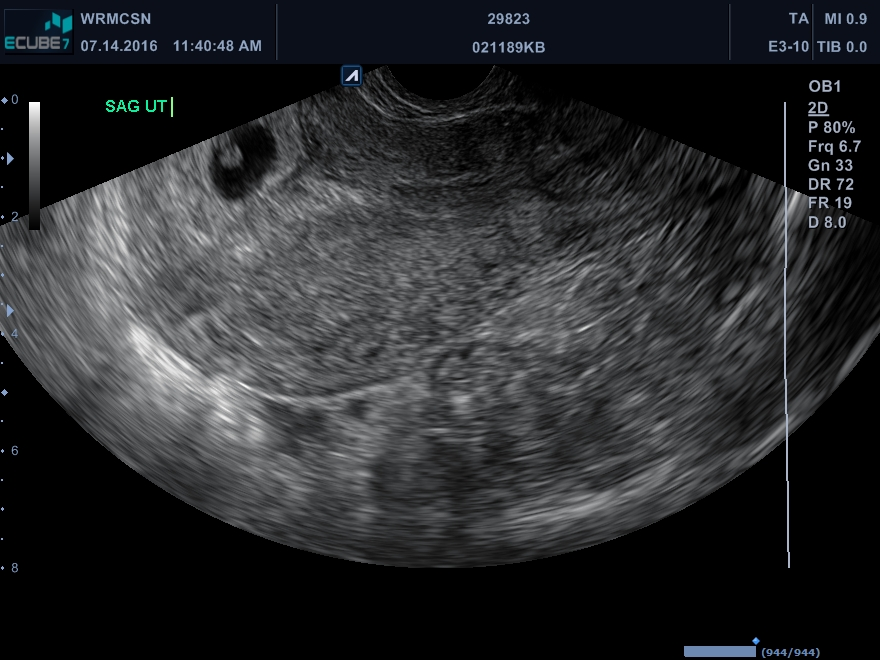 ECUBE7
WRMCSN
07.14.2016 11:40:48 AM
29823
021189KB
TA
MI 0.9
E3-10
TIB 0.0
SAG UT
OB1
2D
P 80%
Frq 6.7
Gn 33
DR 72
FR 19
D 8.0
0
2
4
6
8
(944/944)